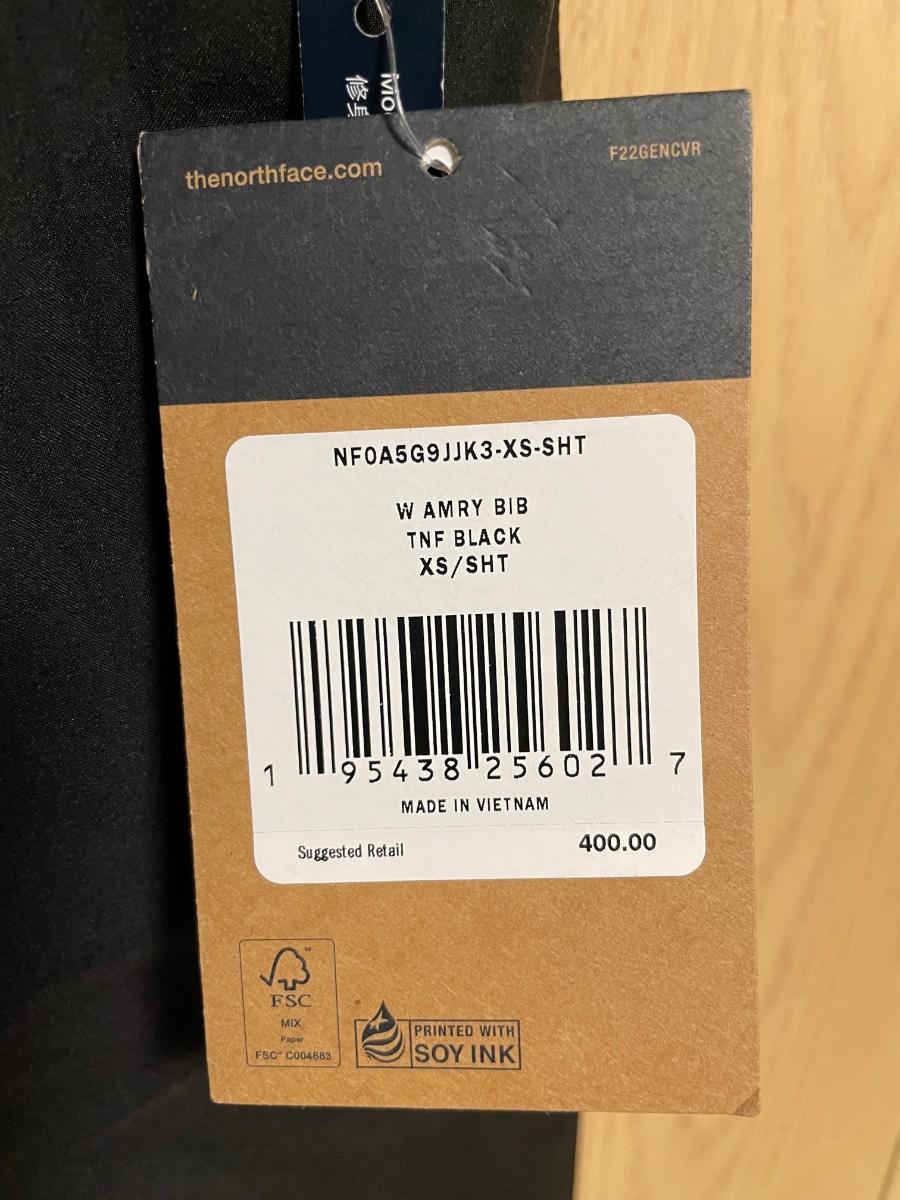 thenorthface.com
F22GENCVR
NF0A5G9JJK3-XS-SHT
W AMRY BIB
TNF BLACK
XS/SHT
1 95438 25602 7
MADE IN VIETNAM
Suggested Retail 400.00
FSC
MIX
Paper
FSC™ C004883
PRINTED WITH
SOY INK